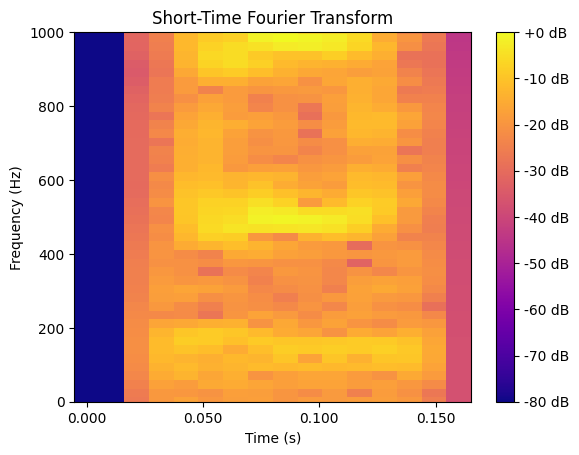 Short-Time Fourier Transform
1000
800
600
400
200
0
Frequency (Hz)
0.000
0.050
0.100
0.150
Time (s)
+0 dB
-10 dB
-20 dB
-30 dB
-40 dB
-50 dB
-60 dB
-70 dB
-80 dB